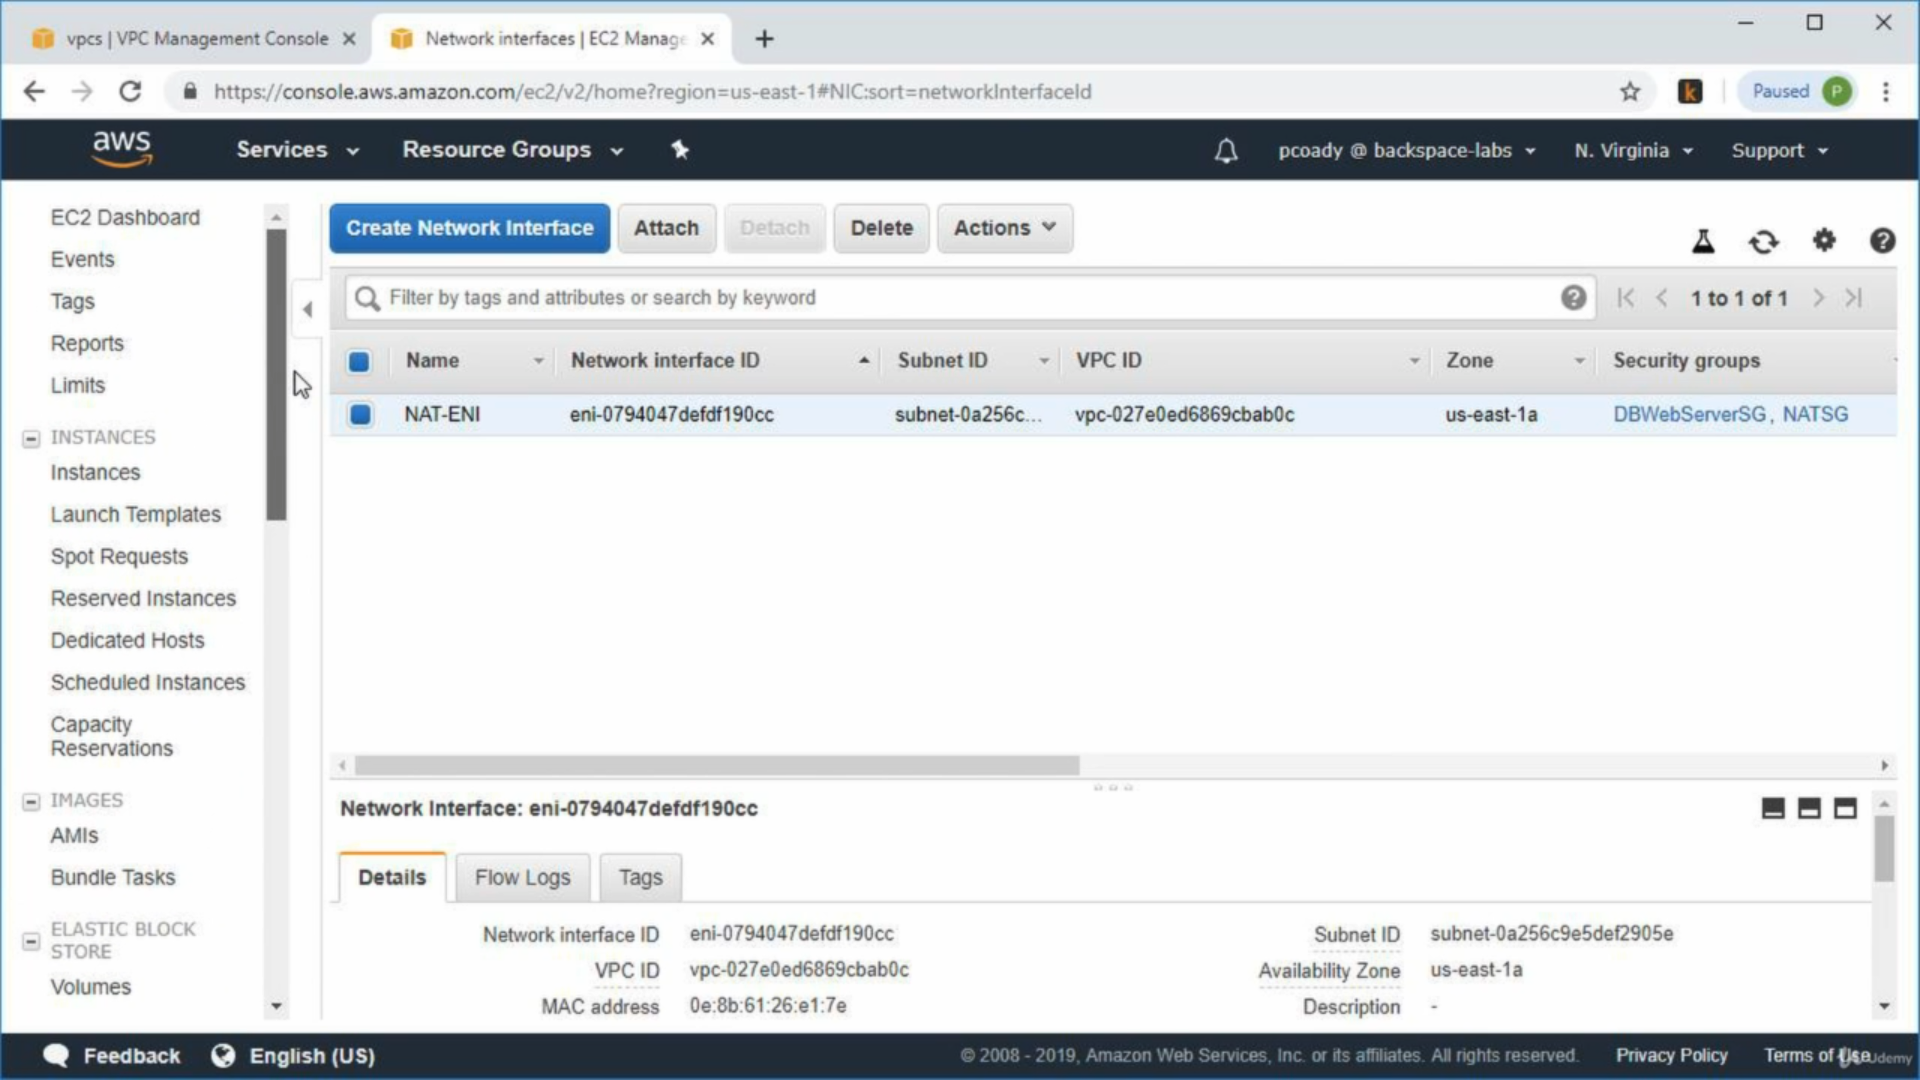 vpcs | VPC Management Console
Network interfaces | EC2 Manage
https://console.aws.amazon.com/ec2/v2/home?region=us-east-1#NIC:sort=networkInterfaceId
k
Paused P
aws Services Resource Groups pcoady @ backspace-labs N. Virginia Support
EC2 Dashboard
Events
Tags
Reports
Limits
INSTANCES
Instances
Launch Templates
Spot Requests
Reserved Instances
Dedicated Hosts
Scheduled Instances
Capacity
Reservations
IMAGES
AMIs
Bundle Tasks
ELASTIC BLOCK
STORE
Volumes
Create Network Interface Attach Detach Delete Actions
Filter by tags and attributes or search by keyword 1 to 1 of 1
Name Network interface ID Subnet ID VPC ID Zone Security groups
NAT-ENI eni-0794047defdf190cc subnet-0a256c... vpc-027e0ed6869cbab0c us-east-1a DBWebServerSG, NATSG
Network Interface: eni-0794047defdf190cc
Details Flow Logs Tags
Network interface ID eni-0794047defdf190cc Subnet ID subnet-0a256c9e5def2905e
VPC ID vpc-027e0ed6869cbab0c Availability Zone us-east-1a
MAC address 0e:8b:61:26:e1:7e Description -
Feedback English (US) © 2008 - 2019, Amazon Web Services, Inc. or its affiliates. All rights reserved. Privacy Policy Terms of Use
Udemy